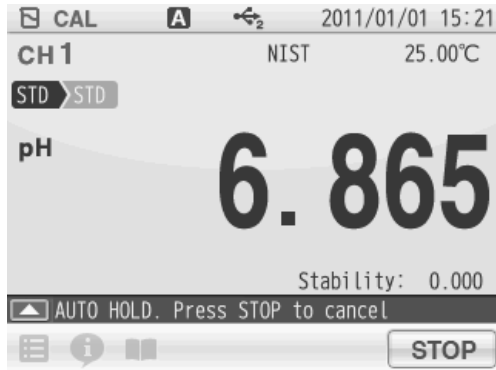 CAL A 2 2011/01/01 15:21
CH1 NIST 25.00℃
STD STD
pH 6.865
Stability: 0.000
AUTO HOLD. Press STOP to cancel
i STOP